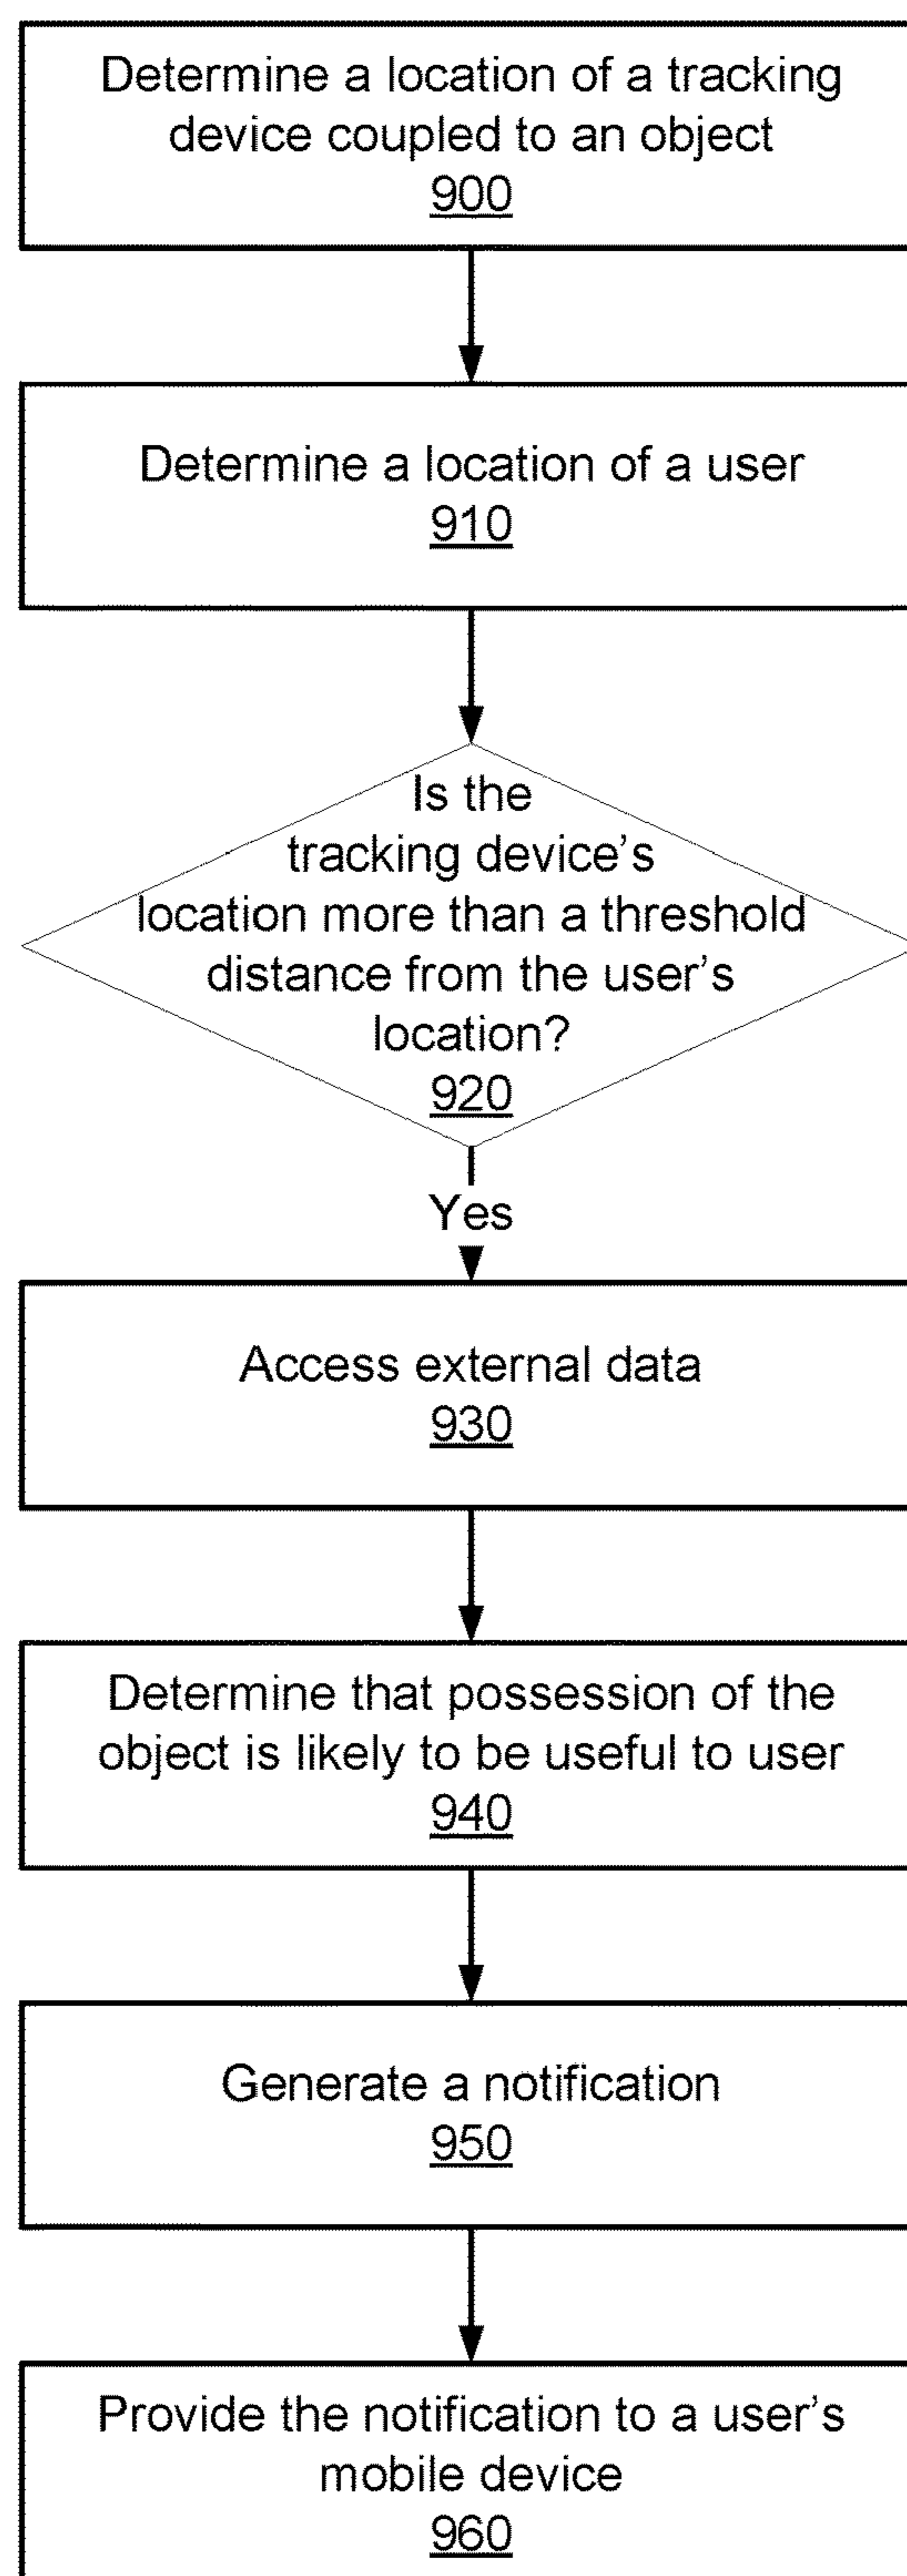 Determine a location of a tracking
device coupled to an object
900
Determine a location of a user
910
Is the
tracking device's
location more than a threshold
distance from the user's
location?
920
Yes
Access external data
930
Determine that possession of the
object is likely to be useful to user
940
Generate a notification
950
Provide the notification to a user's
mobile device
960